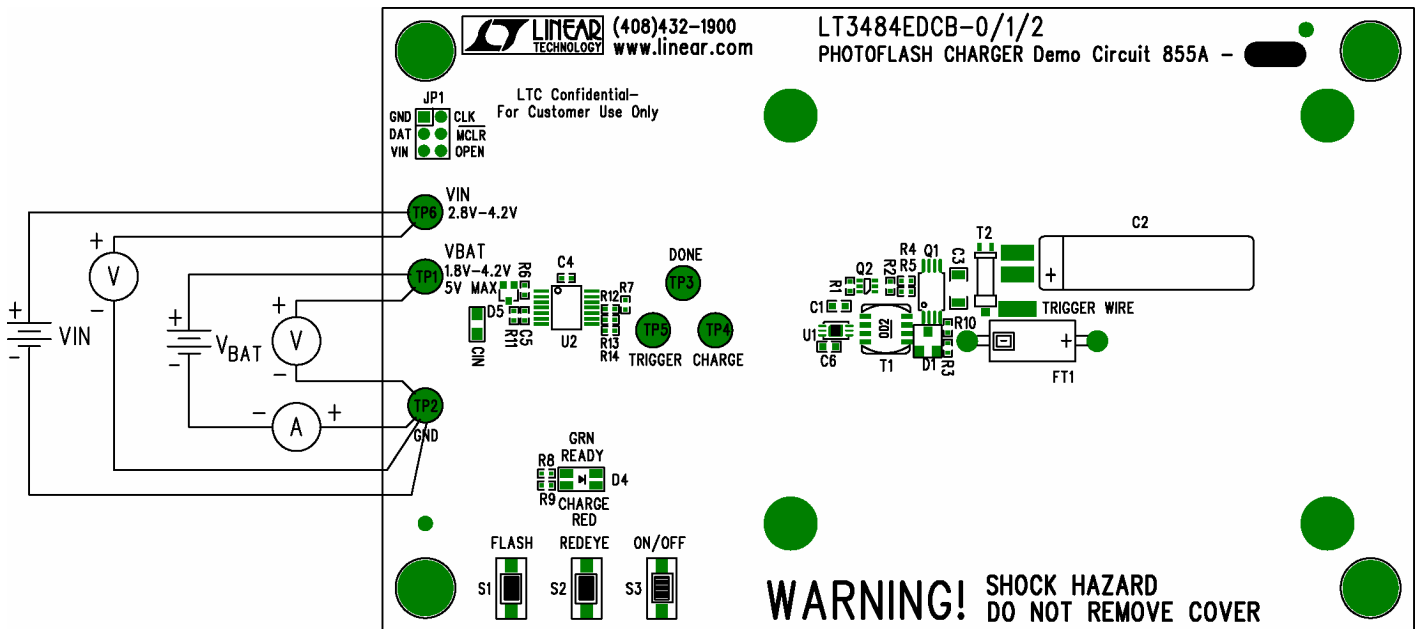 LINEAR TECHNOLOGY
(408)432-1900
www.linear.com
LT3484EDCB-0/1/2
PHOTOFLASH CHARGER Demo Circuit 855A -
LTC Confidential-
For Customer Use Only
JP1
GND CLK
DAT MCLR
VIN OPEN
VIN
2.8V-4.2V
TP6
VBAT
1.8V-4.2V
5V MAX
TP1
+
V
-
+
VIN
-
+
VBAT
-
+
V
-
- A +
TP2
GND
R6
D5
CIN
R11
C5
C4
U2
R7
R12
R13
R14
DONE
TP3
TP5
TRIGGER
TP4
CHARGE
R1
Q2
R2
R4
R5
Q1
C3
T2
C2
+
C1
U1
C6
T1
D1
R10
R3
TRIGGER WIRE
- +
FT1
GRN
READY
R8
R9
D4
CHARGE
RED
FLASH
S1
REDEYE
S2
ON/OFF
S3
WARNING!
SHOCK HAZARD
DO NOT REMOVE COVER